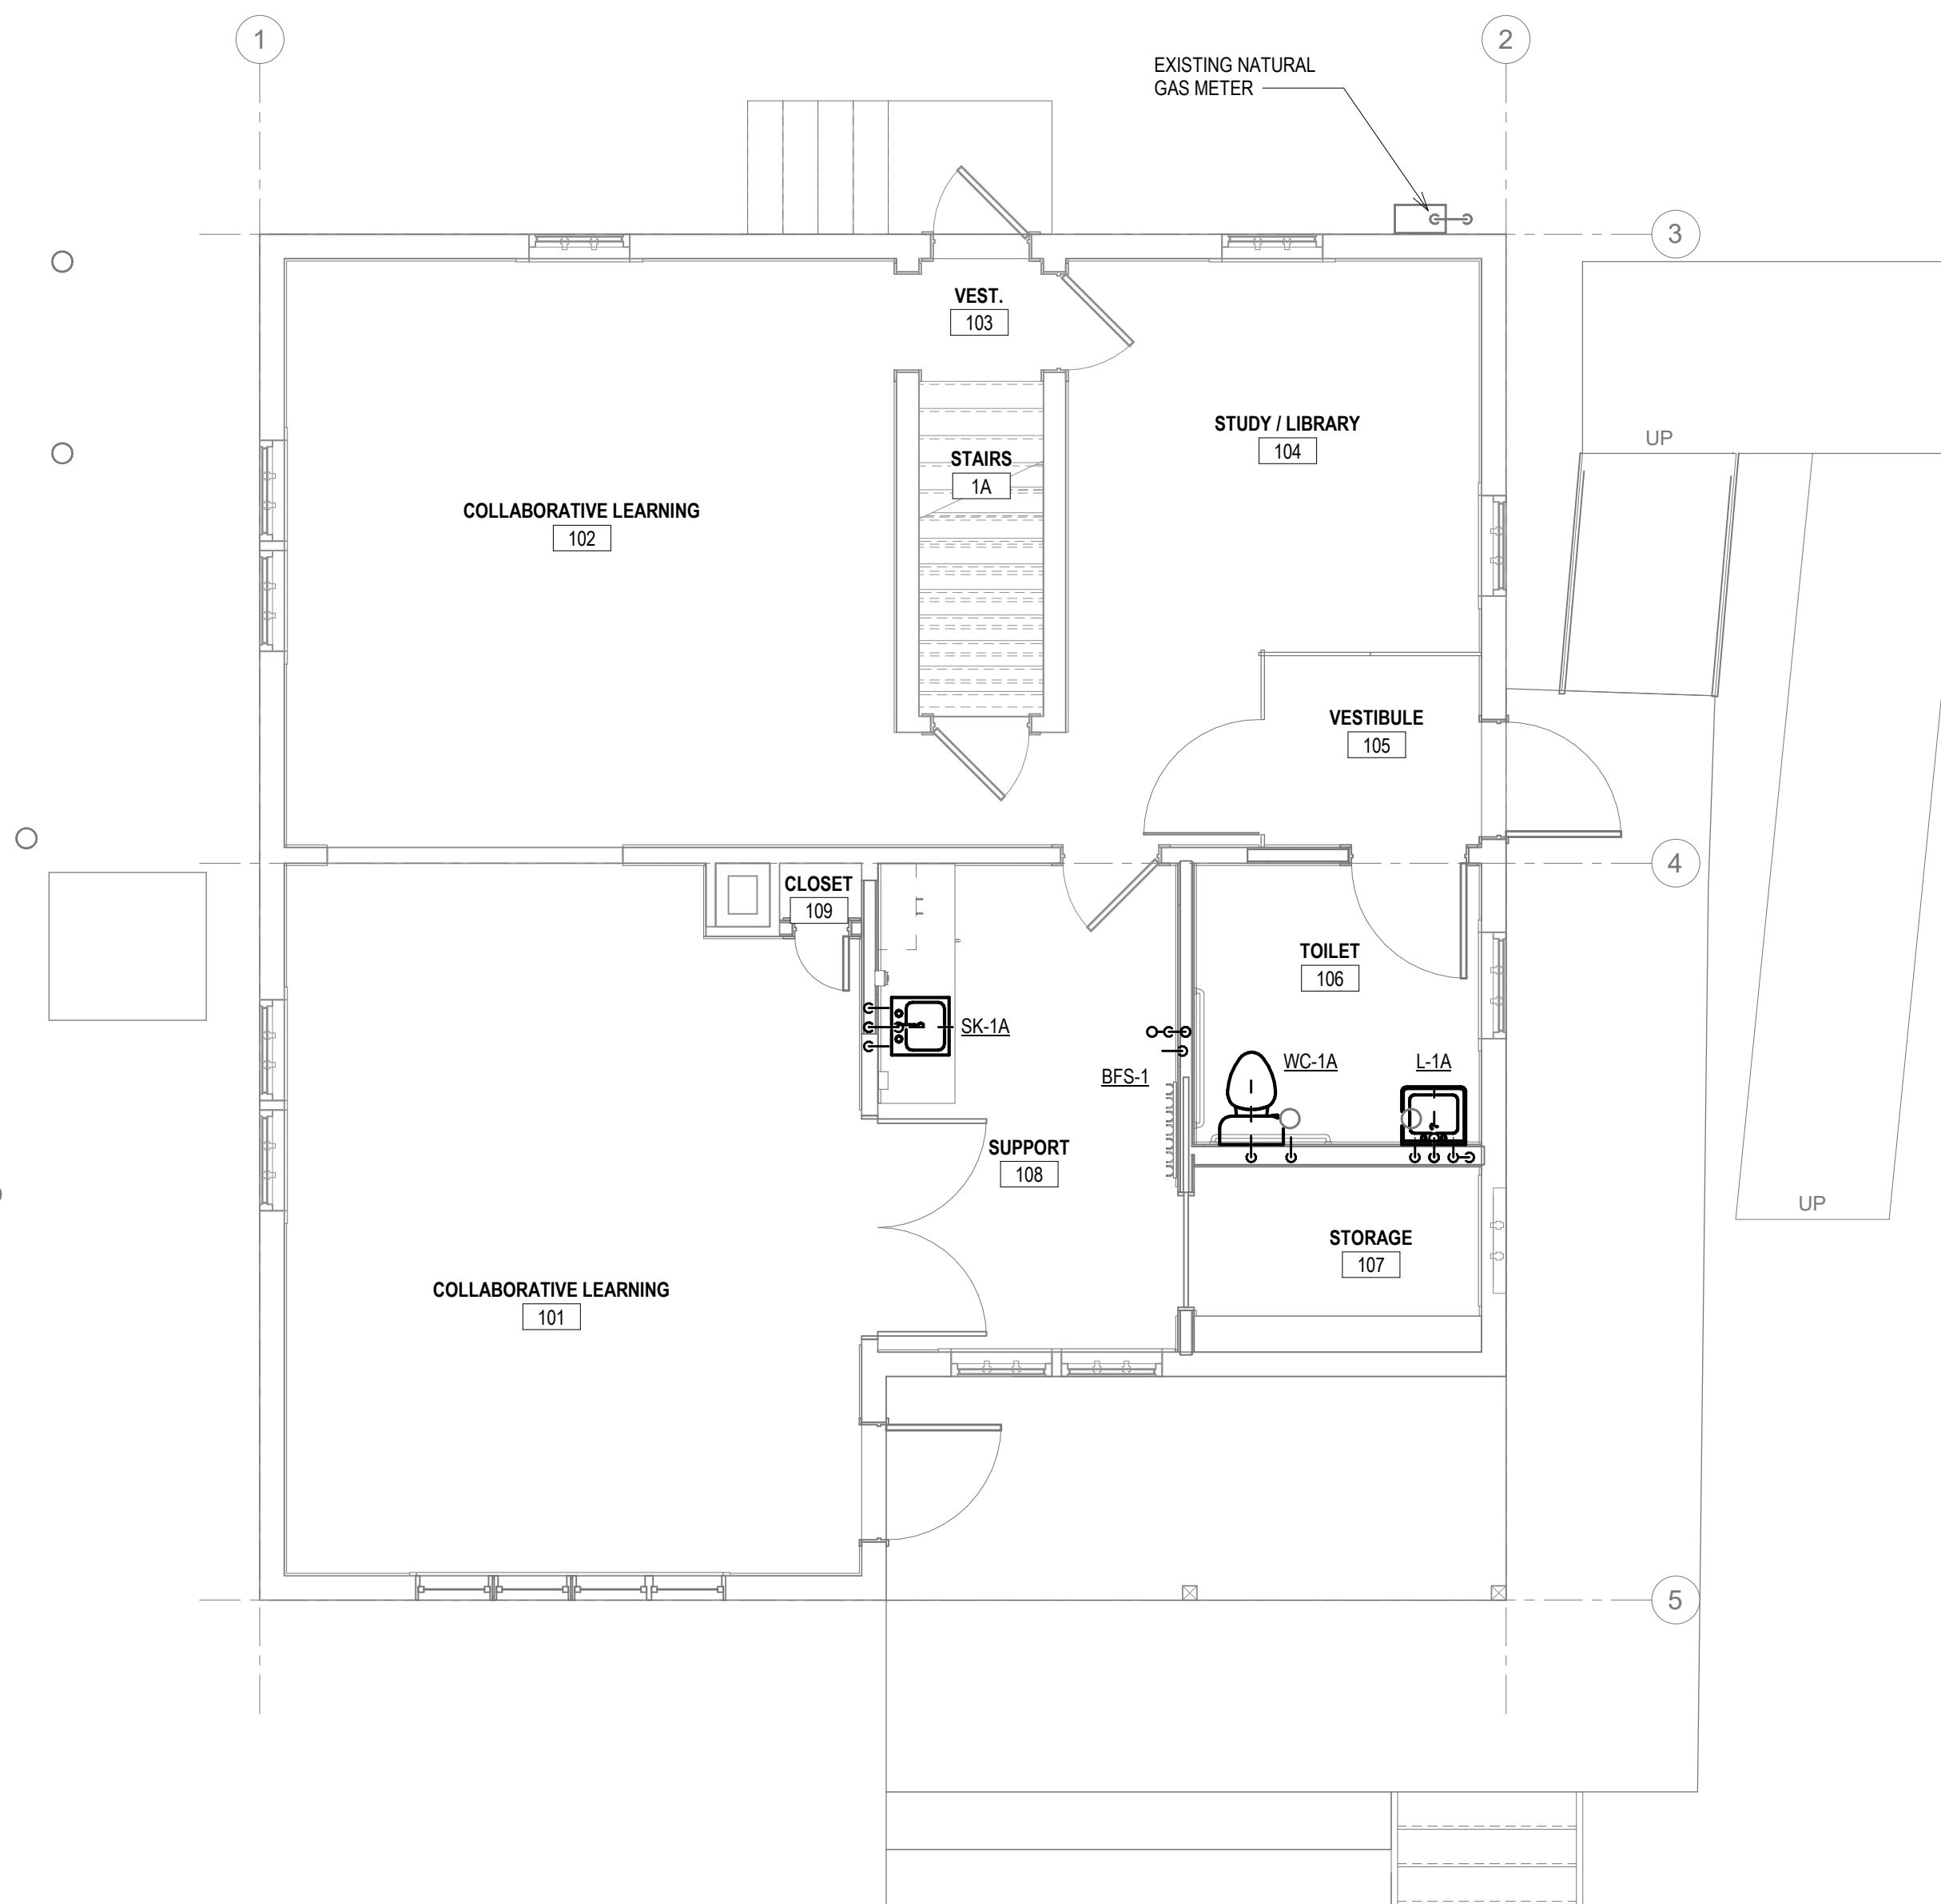 1
2
EXISTING NATURAL
GAS METER
3
VEST.
103
STUDY / LIBRARY
104
UP
STAIRS
1A
COLLABORATIVE LEARNING
102
VESTIBULE
105
4
CLOSET
109
TOILET
106
SK-1A
BFS-1
WC-1A
L-1A
SUPPORT
108
UP
STORAGE
107
COLLABORATIVE LEARNING
101
5